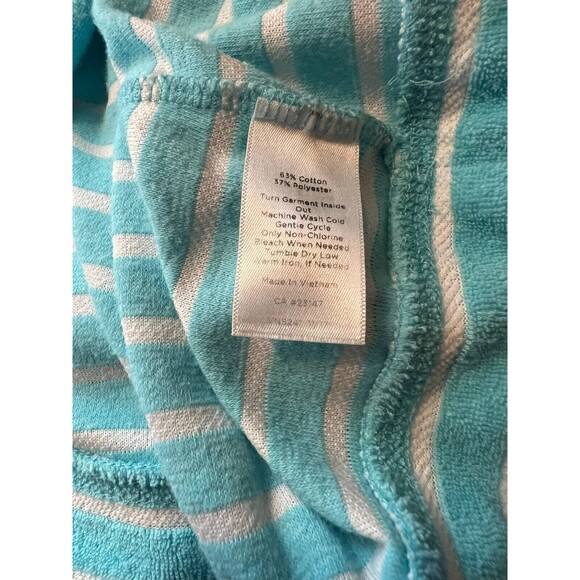 63% Cotton
37% Polyester
Turn Garment Inside
Out
Machine Wash Cold
Gentle Cycle
Only Non-Chlorine
Bleach When Needed
Tumble Dry Low
Warm Iron, If Needed
Made In Vietnam
CA #23147